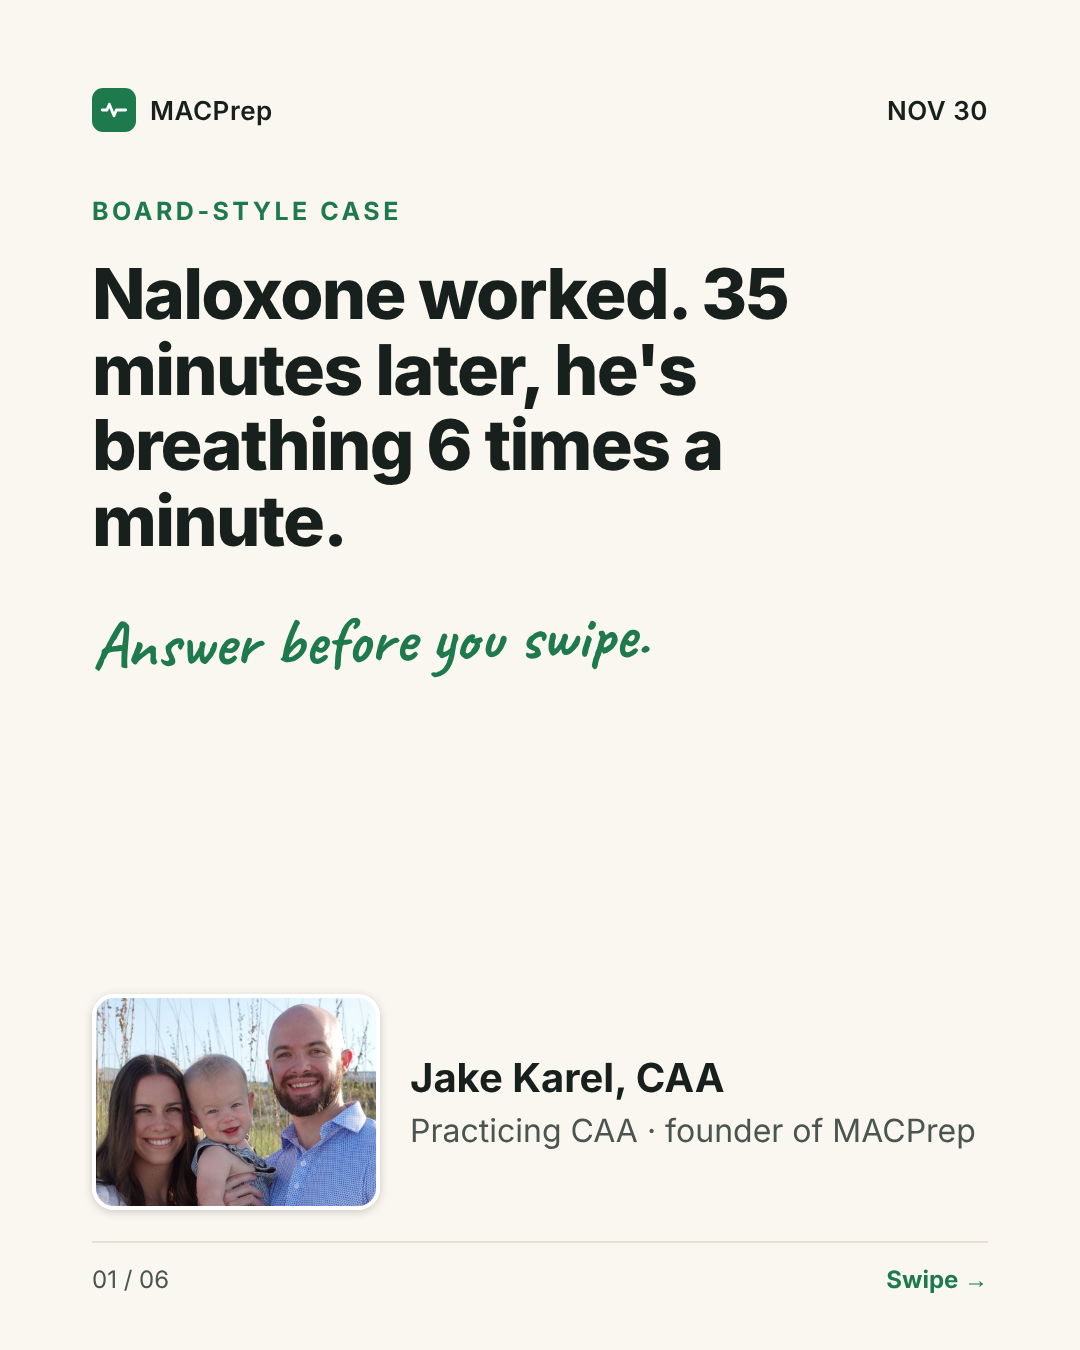 MACPrep
NOV 30
BOARD-STYLE CASE
Naloxone worked. 35
minutes later, he's
breathing 6 times a
minute.
Answer before you swipe.
Jake Karel, CAA
Practicing CAA · founder of MACPrep
01 / 06
Swipe →